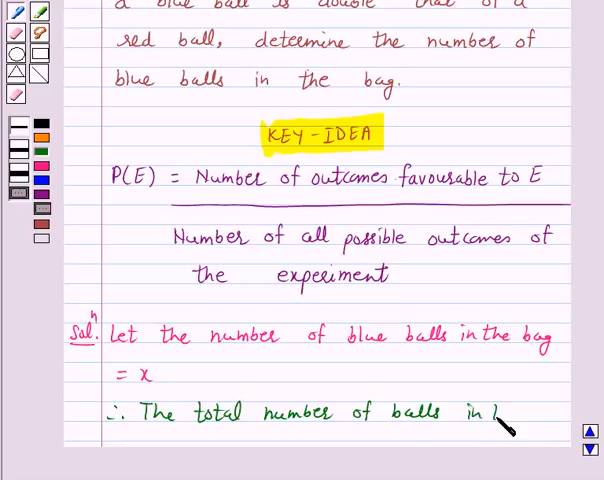 a blue ball is double that of a
red ball, determine the number of
blue balls in the bag.
KEY-IDEA
P(E) = Number of outcomes favourable to E
Number of all possible outcomes of
the experiment
Solⁿ. Let the number of blue balls in the bag
= x
∴ The total number of balls in